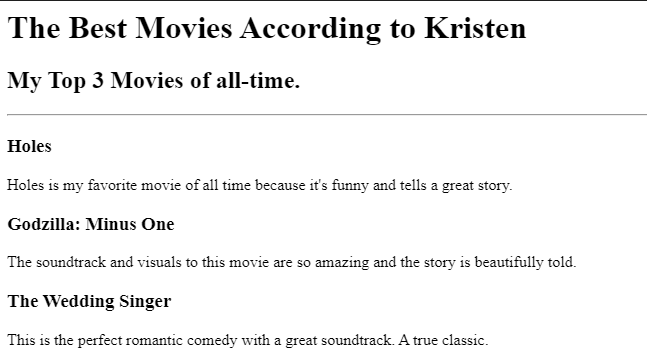 The Best Movies According to Kristen
My Top 3 Movies of all-time.
Holes
Holes is my favorite movie of all time because it's funny and tells a great story.
Godzilla: Minus One
The soundtrack and visuals to this movie are so amazing and the story is beautifully told.
The Wedding Singer
This is the perfect romantic comedy with a great soundtrack. A true classic.